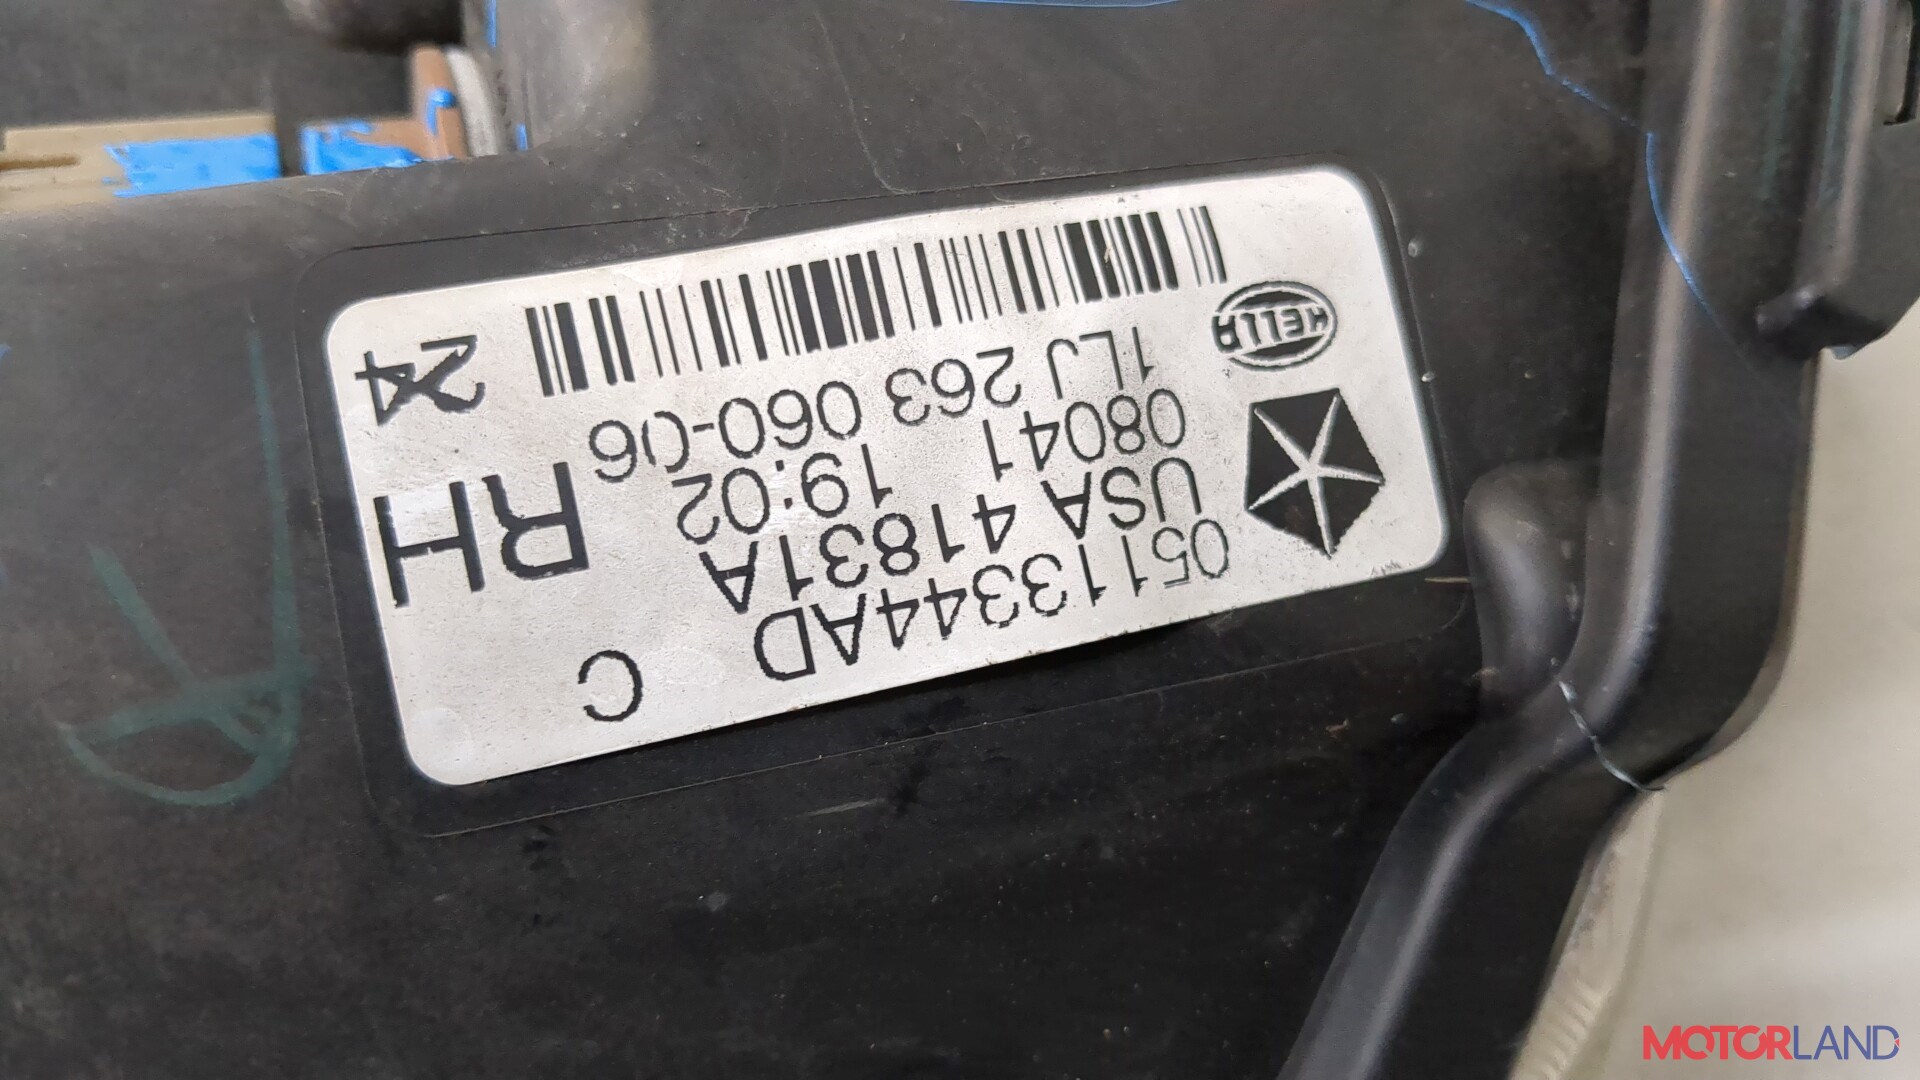 05113344AD C
USA 41831A
08041 19:02 RH
1LJ 263 060-06
HELLA
24
MOTORLAND